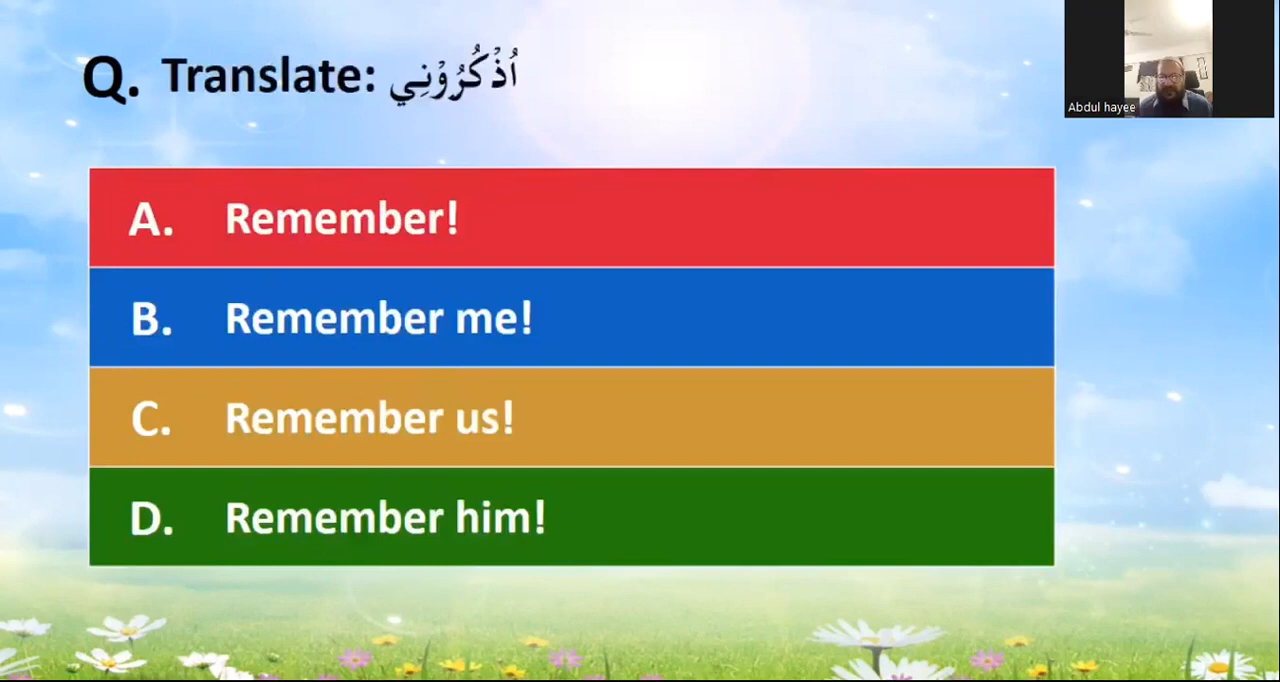 Q. Translate: اُذْكُرُوْنِي
Abdul hayee
A. Remember!
B. Remember me!
C. Remember us!
D. Remember him!